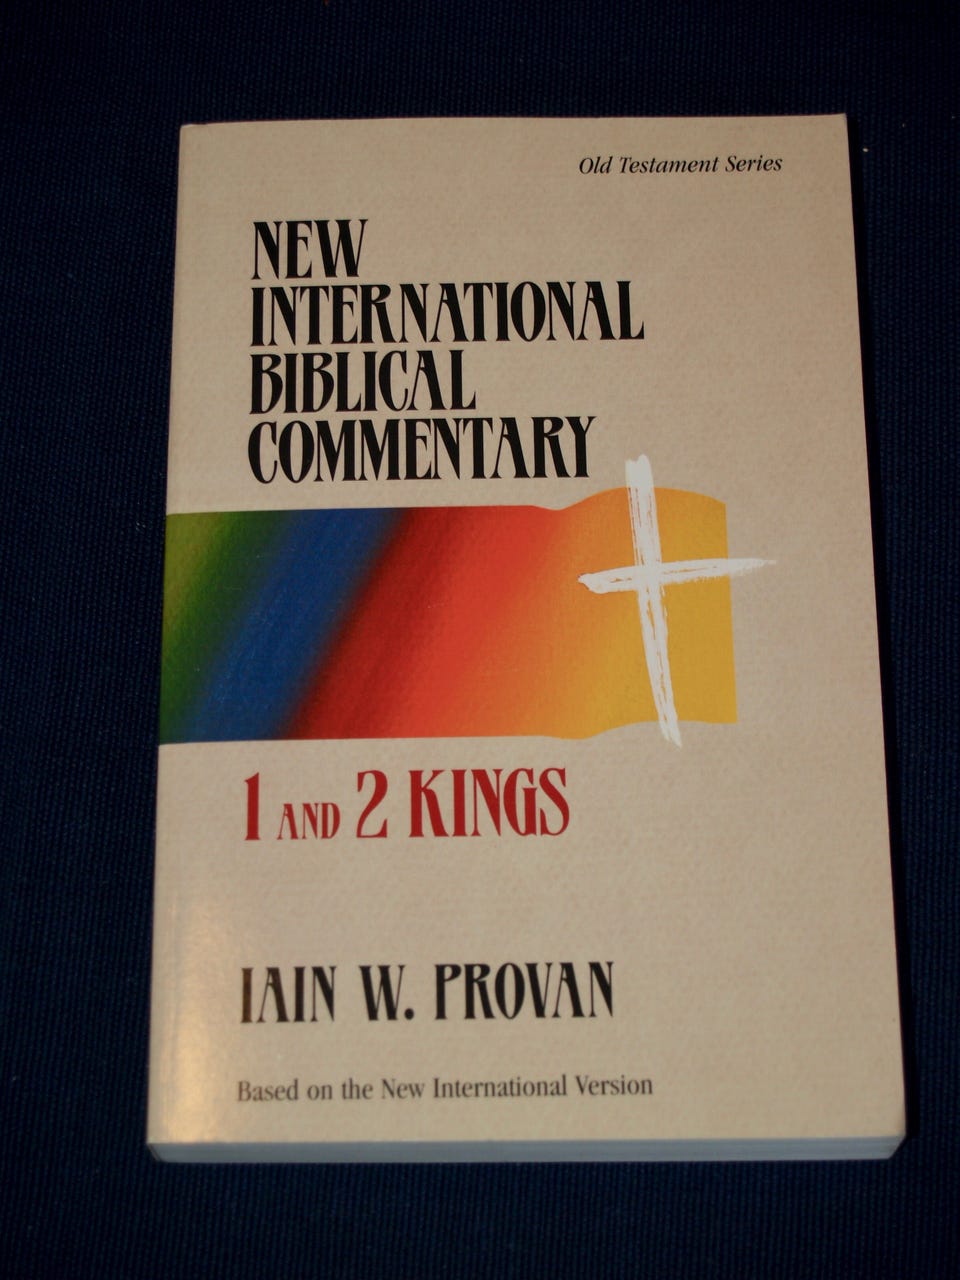 Old Testament Series
NEW
INTERNATIONAL
BIBLICAL
COMMENTARY
1 AND 2 KINGS
IAIN W. PROVAN
Based on the New International Version